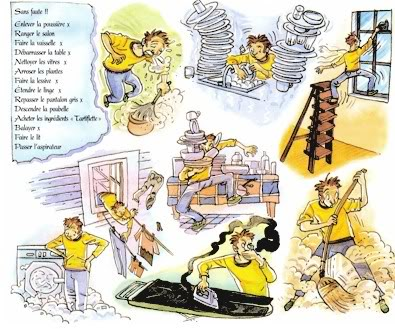 Sans faute !!
Enlever la poussière x
Ranger le salon
Faire la vaisselle x
Débarrasser la table x
Nettoyer les vitres x
Arroser les plantes
Faire la lessive x
Étendre le linge x
Repasser le pantalon gris x
Descendre la poubelle
Acheter les ingrédients « Tartiflette »
Balayer x
Faire le lit
Passer l'aspirateur